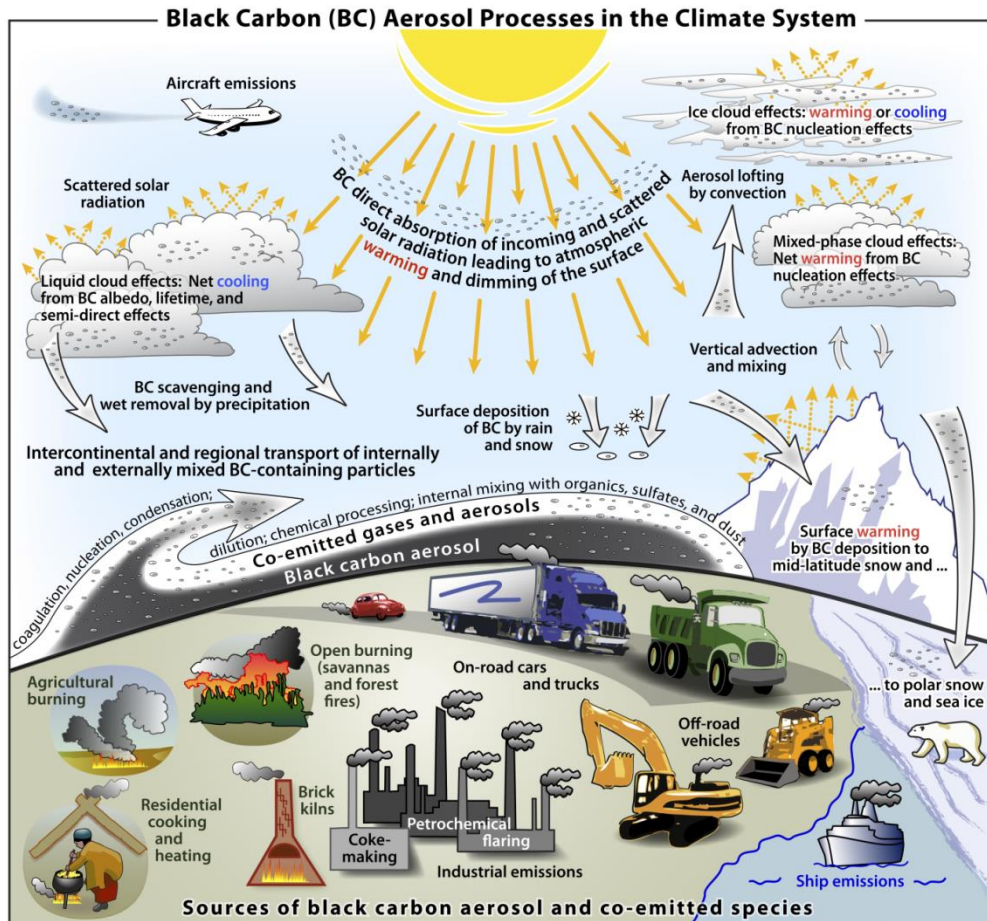 Black Carbon (BC) Aerosol Processes in the Climate System
Aircraft emissions
Ice cloud effects: warming or cooling
from BC nucleation effects
Scattered solar
radiation
BC direct absorption of incoming and scattered
solar radiation leading to atmospheric
warming and dimming of the surface
Aerosol lofting
by convection
Liquid cloud effects: Net cooling
from BC albedo, lifetime, and
semi-direct effects
Mixed-phase cloud effects:
Net warming from BC
nucleation effects
BC scavenging and
wet removal by precipitation
Vertical advection
and mixing
Surface deposition
of BC by rain
and snow
Intercontinental and regional transport of internally
and externally mixed BC-containing particles
coagulation, nucleation, condensation;
dilution; chemical processing; internal mixing with organics, sulfates, and dust
Co-emitted gases and aerosols
Black carbon aerosol
Surface warming
by BC deposition to
mid-latitude snow and ...
... to polar snow
and sea ice
Agricultural
burning
Open burning
(savannas
and forest
fires)
On-road cars
and trucks
Off-road
vehicles
Residential
cooking
and
heating
Brick
kilns
Coke-
making
Petrochemical
flaring
Industrial emissions
Ship emissions
Sources of black carbon aerosol and co-emitted species